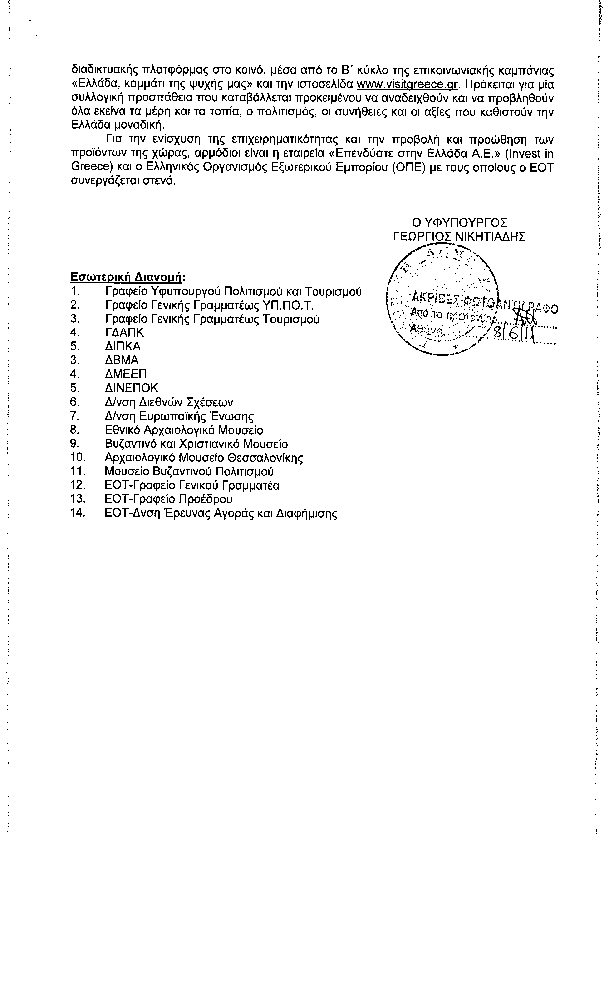 διαδικτυακής πλατφόρμας στο κοινό, μέσα από το Β΄ κύκλο της επικοινωνιακής καμπάνιας
«Ελλάδα, κομμάτι της ψυχής μας» και την ιστοσελίδα www.visitgreece.gr. Πρόκειται για μία
συλλογική προσπάθεια που καταβάλλεται προκειμένου να αναδειχθούν και να προβληθούν
όλα εκείνα τα μέρη και τα τοπία, ο πολιτισμός, οι συνήθειες και οι αξίες που καθιστούν την
Ελλάδα μοναδική.
Για την ενίσχυση της επιχειρηματικότητας και την προβολή και προώθηση των
προϊόντων της χώρας, αρμόδιοι είναι η εταιρεία «Επενδύστε στην Ελλάδα Α.Ε.» (Invest in
Greece) και ο Ελληνικός Οργανισμός Εξωτερικού Εμπορίου (ΟΠΕ) με τους οποίους ο ΕΟΤ
συνεργάζεται στενά.
Ο ΥΦΥΠΟΥΡΓΟΣ
ΓΕΩΡΓΙΟΣ ΝΙΚΗΤΙΑΔΗΣ
ΑΚΡΙΒΕΣ ΦΩΤΟΑΝΤΙΓΡΑΦΟ
Από το πρωτότυπο
Αθήνα 8/6/11
Εσωτερική Διανομή:
1. Γραφείο Υφυπουργού Πολιτισμού και Τουρισμού
2. Γραφείο Γενικής Γραμματέως ΥΠ.ΠΟ.Τ.
3. Γραφείο Γενικής Γραμματέως Τουρισμού
4. ΓΔΑΠΚ
5. ΔΙΠΚΑ
3. ΔΒΜΑ
4. ΔΜΕΕΠ
5. ΔΙΝΕΠΟΚ
6. Δ/νση Διεθνών Σχέσεων
7. Δ/νση Ευρωπαϊκής Ένωσης
8. Εθνικό Αρχαιολογικό Μουσείο
9. Βυζαντινό και Χριστιανικό Μουσείο
10. Αρχαιολογικό Μουσείο Θεσσαλονίκης
11. Μουσείο Βυζαντινού Πολιτισμού
12. ΕΟΤ-Γραφείο Γενικού Γραμματέα
13. ΕΟΤ-Γραφείο Προέδρου
14. ΕΟΤ-Δνση Έρευνας Αγοράς και Διαφήμισης